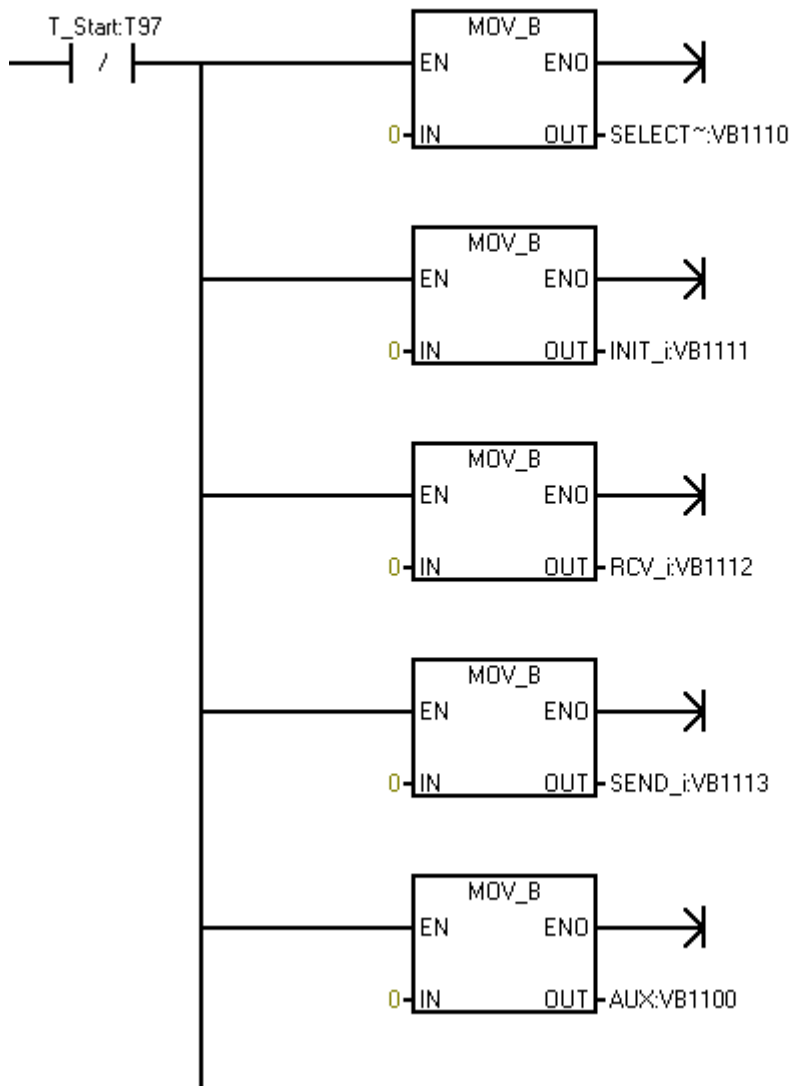 T_Start:T97
/
MOV_B
EN ENO
0 IN OUT SELECT~:VB1110
MOV_B
EN ENO
0 IN OUT INIT_i:VB1111
MOV_B
EN ENO
0 IN OUT RCV_i:VB1112
MOV_B
EN ENO
0 IN OUT SEND_i:VB1113
MOV_B
EN ENO
0 IN OUT AUX:VB1100